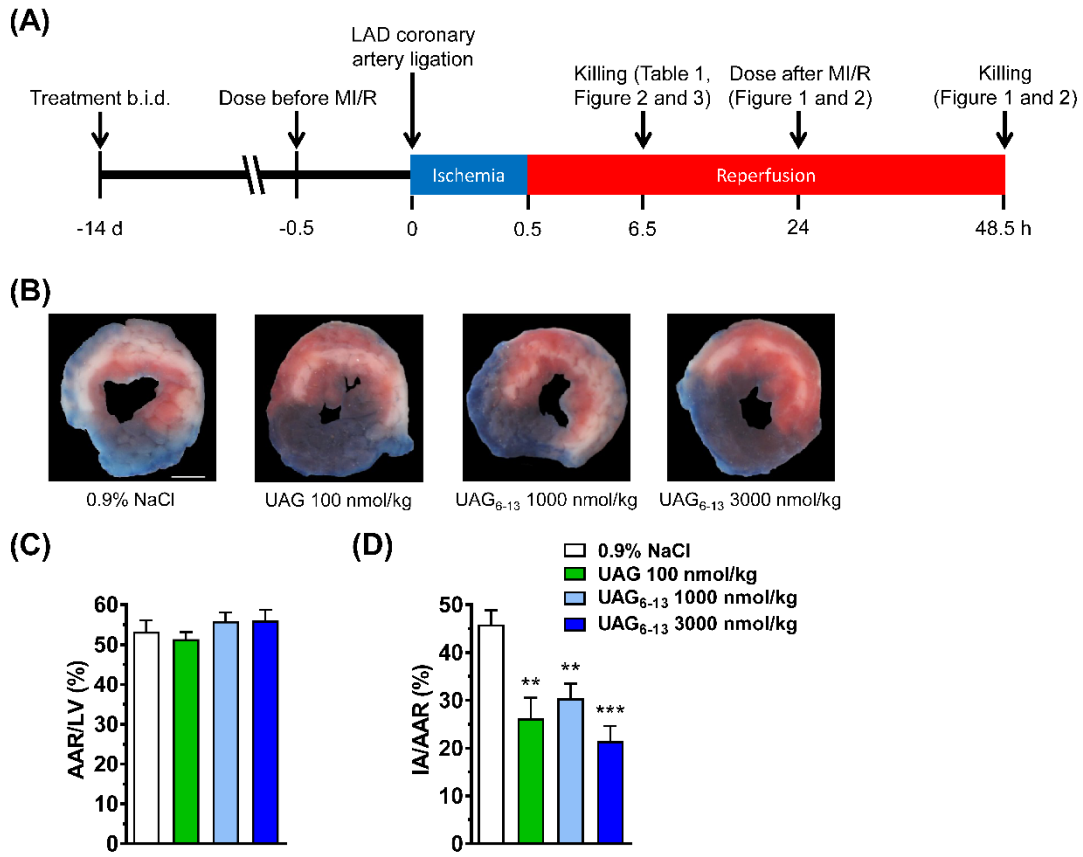 (A)
LAD coronary
artery ligation
Treatment b.i.d.
Dose before MI/R
Killing (Table 1,
Figure 2 and 3)
Dose after MI/R
(Figure 1 and 2)
Killing
(Figure 1 and 2)
Ischemia
Reperfusion
-14 d
-0.5
0
0.5
6.5
24
48.5 h
(B)
0.9% NaCl
UAG 100 nmol/kg
UAG6-13 1000 nmol/kg
UAG6-13 3000 nmol/kg
(C)
AAR/LV (%)
60
50
40
30
20
10
0
(D)
0.9% NaCl
UAG 100 nmol/kg
UAG6-13 1000 nmol/kg
UAG6-13 3000 nmol/kg
IA/AAR (%)
50
40
30
20
10
0
**
**
***